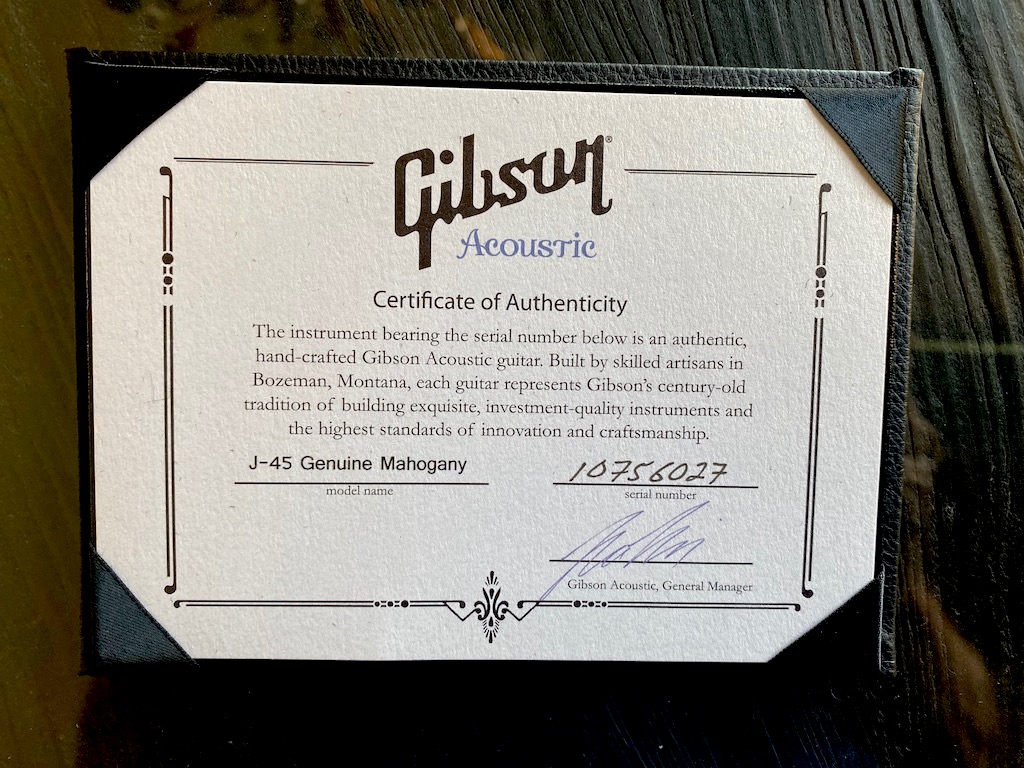 Gibson®
Acoustic
Certificate of Authenticity
The instrument bearing the serial number below is an authentic,
hand-crafted Gibson Acoustic guitar. Built by skilled artisans in
Bozeman, Montana, each guitar represents Gibson's century-old
tradition of building exquisite, investment-quality instruments and
the highest standards of innovation and craftsmanship.
J-45 Genuine Mahogany 10756027
model name serial number
Gibson Acoustic, General Manager